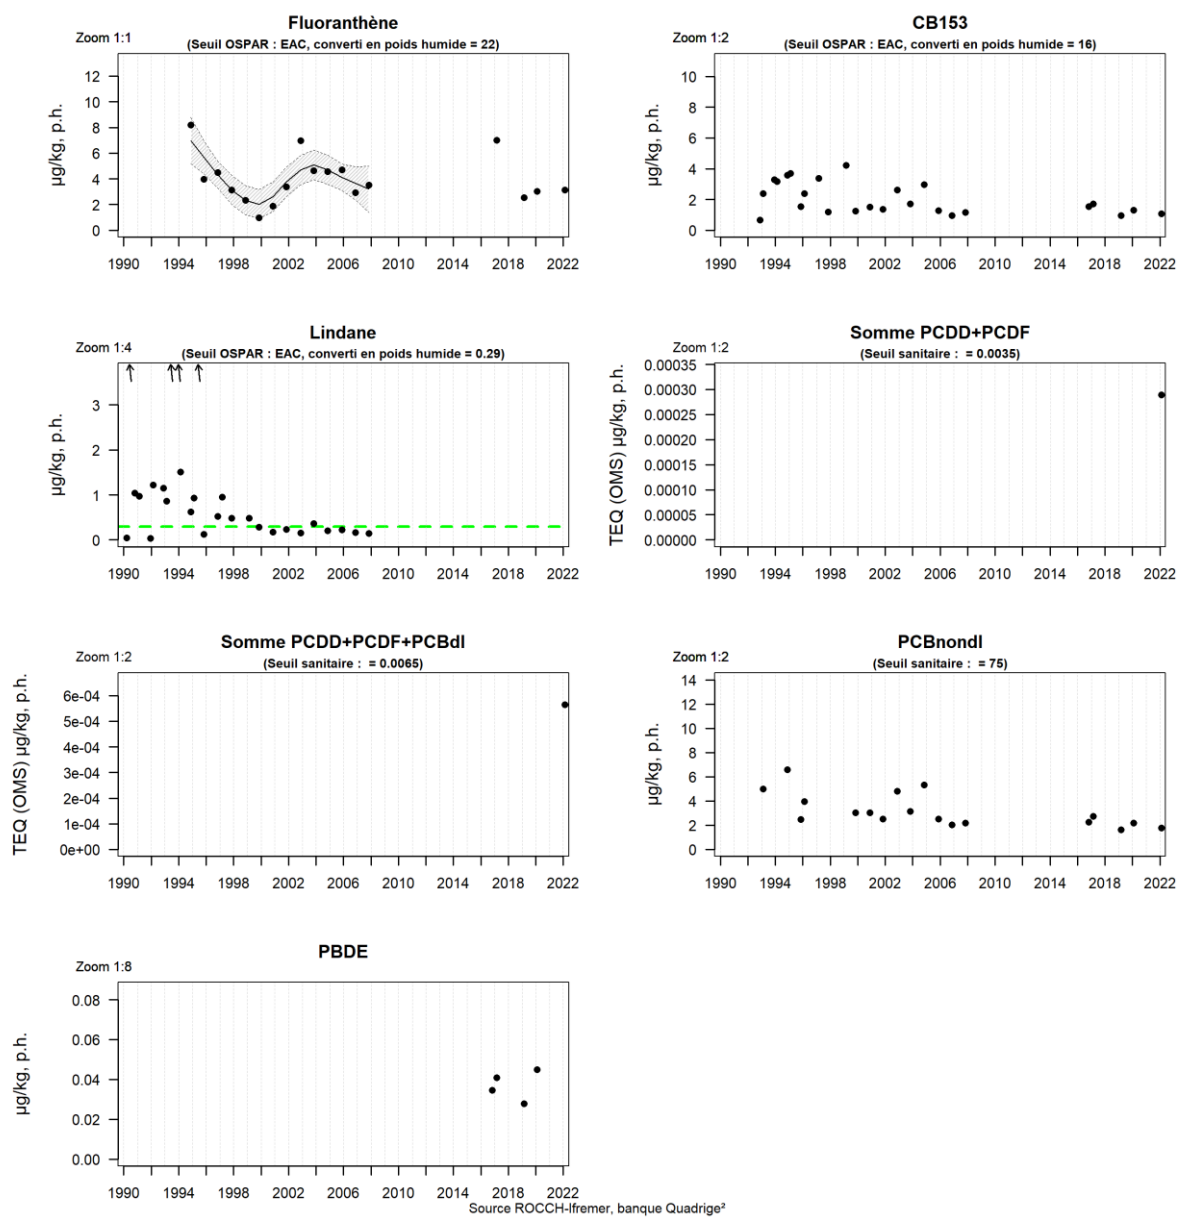 Fluoranthène
Zoom 1:1
(Seuil OSPAR : EAC, converti en poids humide = 22)
µg/kg, p.h.
12
10
8
6
4
2
0
1990 1994 1998 2002 2006 2010 2014 2018 2022
CB153
Zoom 1:2
(Seuil OSPAR : EAC, converti en poids humide = 16)
µg/kg, p.h.
10
8
6
4
2
0
1990 1994 1998 2002 2006 2010 2014 2018 2022
Lindane
Zoom 1:4
(Seuil OSPAR : EAC, converti en poids humide = 0.29)
µg/kg, p.h.
3
2
1
0
1990 1994 1998 2002 2006 2010 2014 2018 2022
Somme PCDD+PCDF
Zoom 1:2
(Seuil sanitaire :  = 0.0035)
TEQ (OMS) µg/kg, p.h.
0.00035
0.00030
0.00025
0.00020
0.00015
0.00010
0.00005
0.00000
1990 1994 1998 2002 2006 2010 2014 2018 2022
Somme PCDD+PCDF+PCBdl
Zoom 1:2
(Seuil sanitaire :  = 0.0065)
TEQ (OMS) µg/kg, p.h.
6e-04
5e-04
4e-04
3e-04
2e-04
1e-04
0e+00
1990 1994 1998 2002 2006 2010 2014 2018 2022
PCBnondl
Zoom 1:2
(Seuil sanitaire :  = 75)
µg/kg, p.h.
14
12
10
8
6
4
2
0
1990 1994 1998 2002 2006 2010 2014 2018 2022
PBDE
Zoom 1:8
µg/kg, p.h.
0.08
0.06
0.04
0.02
0.00
1990 1994 1998 2002 2006 2010 2014 2018 2022
Source ROCCH-Ifremer, banque Quadrige²